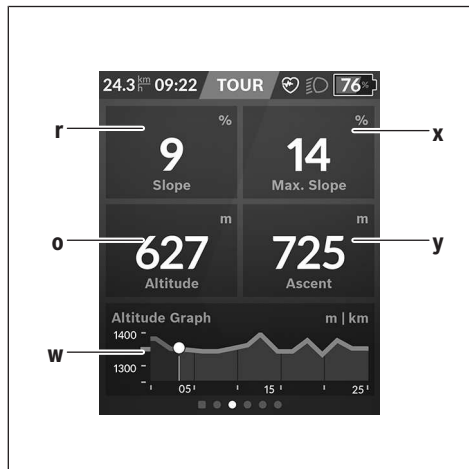 24.3 km/h 09:22 TOUR 76%
r % % x
9 14
Slope Max. Slope
o m m y
627 725
Altitude Ascent
Altitude Graph m | km
w 1400
1300
05 15 25